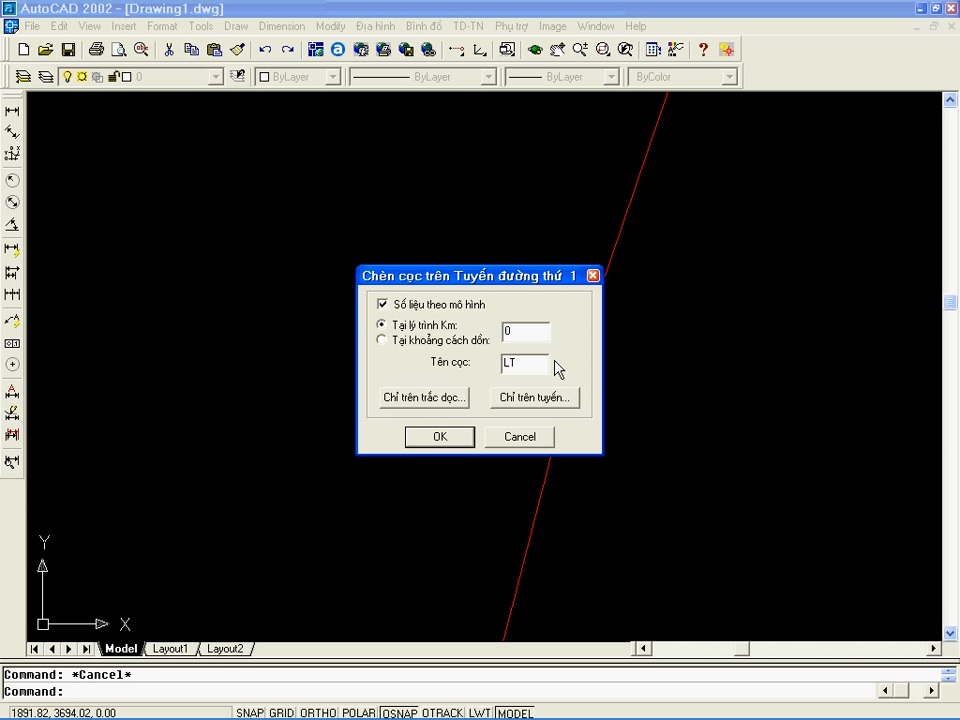 AutoCAD 2002 - [Drawing1.dwg]
File Edit View Insert Format Tools Draw Dimension Modify Địa hình Bình đồ TD-TN Phụ trợ Image Window Help
0 ByLayer ByLayer ByLayer ByColor
Chèn cọc trên Tuyến đường thứ 1
Số liệu theo mô hình
Tại lý trình Km:
0
Tại khoảng cách dồn:
Tên cọc: LT
Chỉ trên trắc dọc... Chỉ trên tuyến...
OK Cancel
Y
X
Model Layout1 Layout2
Command: *Cancel*
Command:
1891.82, 3694.02, 0.00 SNAP GRID ORTHO POLAR OSNAP OTRACK LWT MODEL